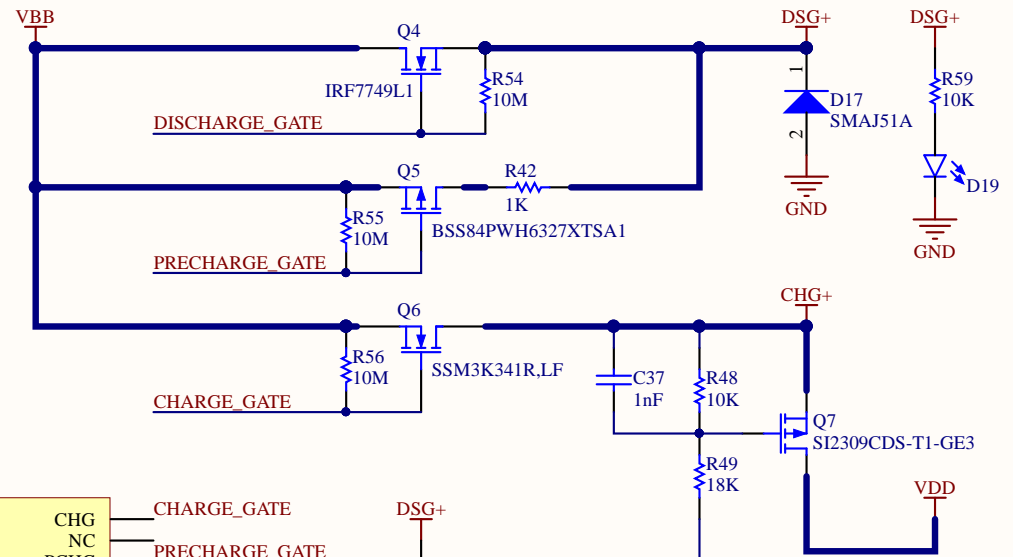 VBB
DSG+
DSG+
Q4
R54
10M
IRF7749L1
DISCHARGE_GATE
1
D17
SMAJ51A
2
GND
R59
10K
D19
GND
Q5
R42
1K
R55
10M
BSS84PWH6327XTSA1
PRECHARGE_GATE
CHG+
Q6
R56
10M
SSM3K341R,LF
CHARGE_GATE
C37
1nF
R48
10K
Q7
SI2309CDS-T1-GE3
R49
18K
VDD
CHG
CHARGE_GATE
DSG+
NC
PCHG
PRECHARGE_GATE